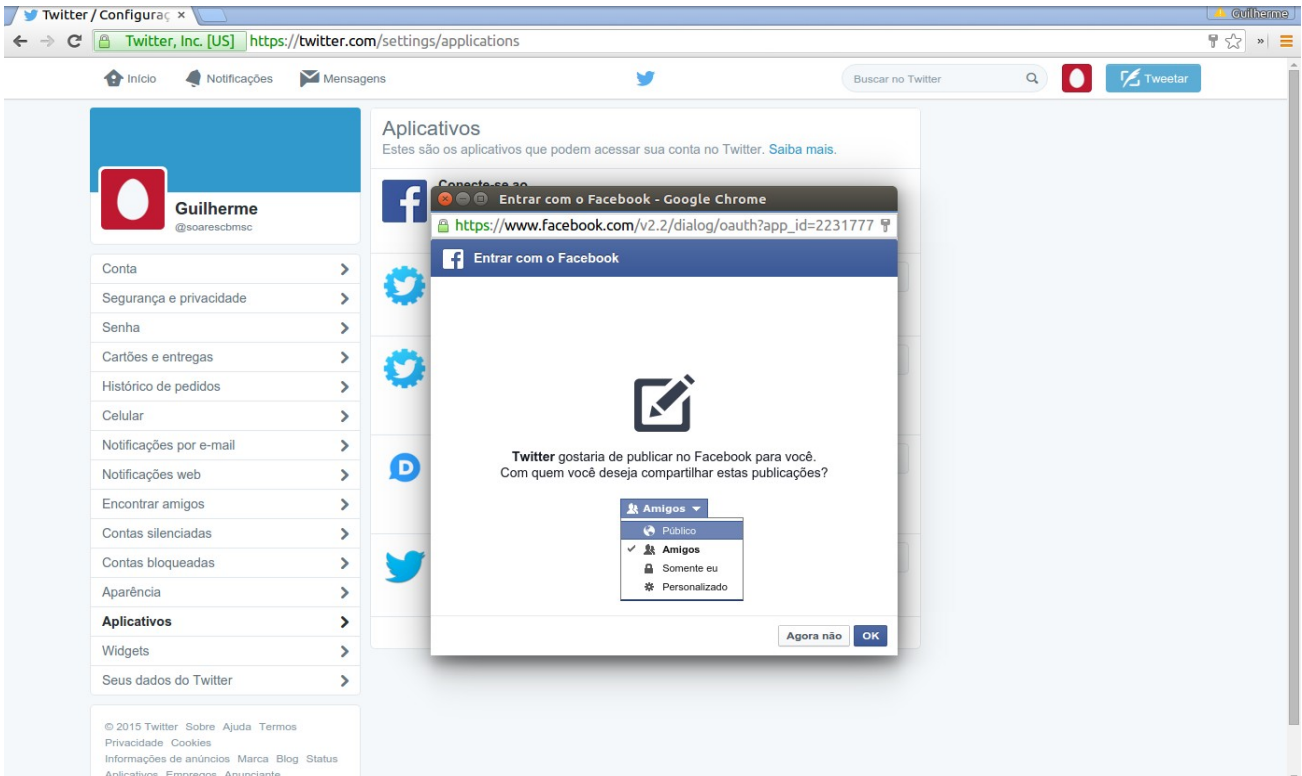 Twitter / Configuraç ×
Guilherme
Twitter, Inc. [US] https://twitter.com/settings/applications
»
Início Notificações Mensagens Buscar no Twitter Tweetar
Guilherme
@soarescbmsc
Conta
Segurança e privacidade
Senha
Cartões e entregas
Histórico de pedidos
Celular
Notificações por e-mail
Notificações web
Encontrar amigos
Contas silenciadas
Contas bloqueadas
Aparência
Aplicativos
Widgets
Seus dados do Twitter
© 2015 Twitter Sobre Ajuda Termos
Privacidade Cookies
Informações de anúncios Marca Blog Status
Aplicativos Empregos Anunciante
Aplicativos
Estes são os aplicativos que podem acessar sua conta no Twitter. Saiba mais.
Conecte-se ao
Entrar com o Facebook - Google Chrome
https://www.facebook.com/v2.2/dialog/oauth?app_id=2231777
Entrar com o Facebook
Twitter gostaria de publicar no Facebook para você.
Com quem você deseja compartilhar estas publicações?
Amigos
Público
Amigos
Somente eu
Personalizado
Agora não OK